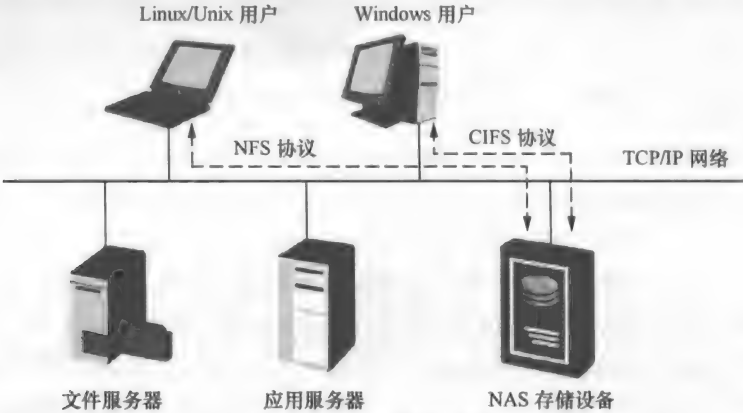 Linux/Unix 用户
Windows 用户
NFS 协议
CIFS 协议
TCP/IP 网络
文件服务器
应用服务器
NAS 存储设备